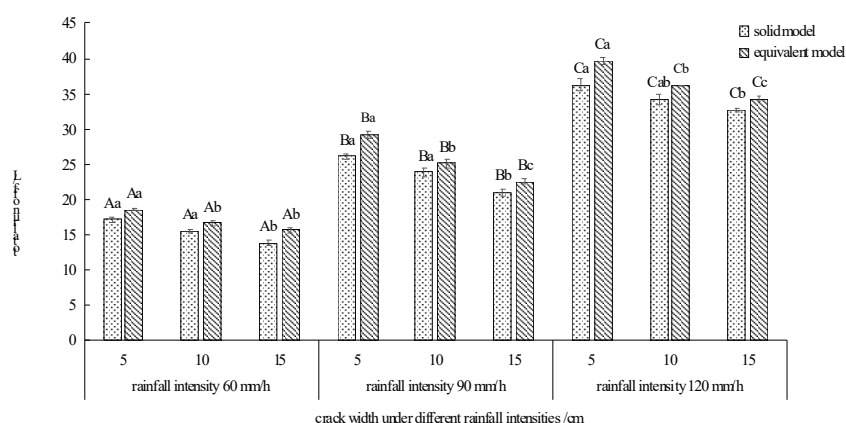 45
40
35
30
25
20
15
10
5
0
solid model
equivalent model
Aa Aa Aa Ab Ab Ab Ba Ba Ba Bb Bb Bc Ca Ca Cab Cb Cb Cc
5 10 15 5 10 15 5 10 15
rainfall intensity 60 mm/h rainfall intensity 90 mm/h rainfall intensity 120 mm/h
crack width under different rainfall intensities /cm